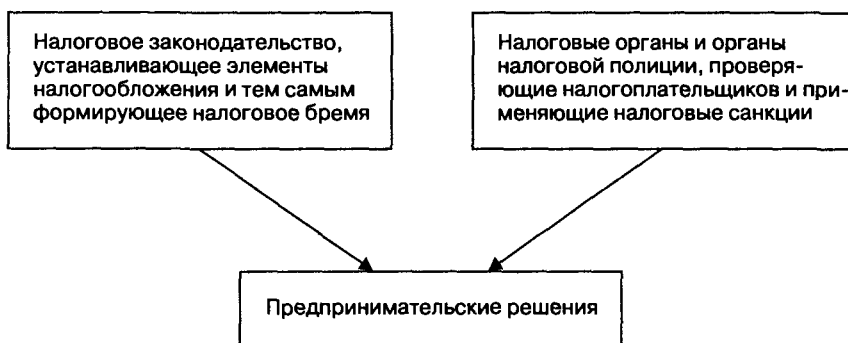 Налоговое законодательство,
устанавливающее элементы
налогообложения и тем самым
формирующее налоговое бремя
Налоговые органы и органы
налоговой полиции, проверя-
ющие налогоплательщиков и при-
меняющие налоговые санкции
Предпринимательские решения